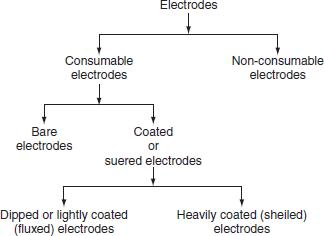 Electrodes
Consumable
electrodes
Non-consumable
electrodes
Bare
electrodes
Coated
or
suered electrodes
Dipped or lightly coated
(fluxed) electrodes
Heavily coated (sheiled)
electrodes